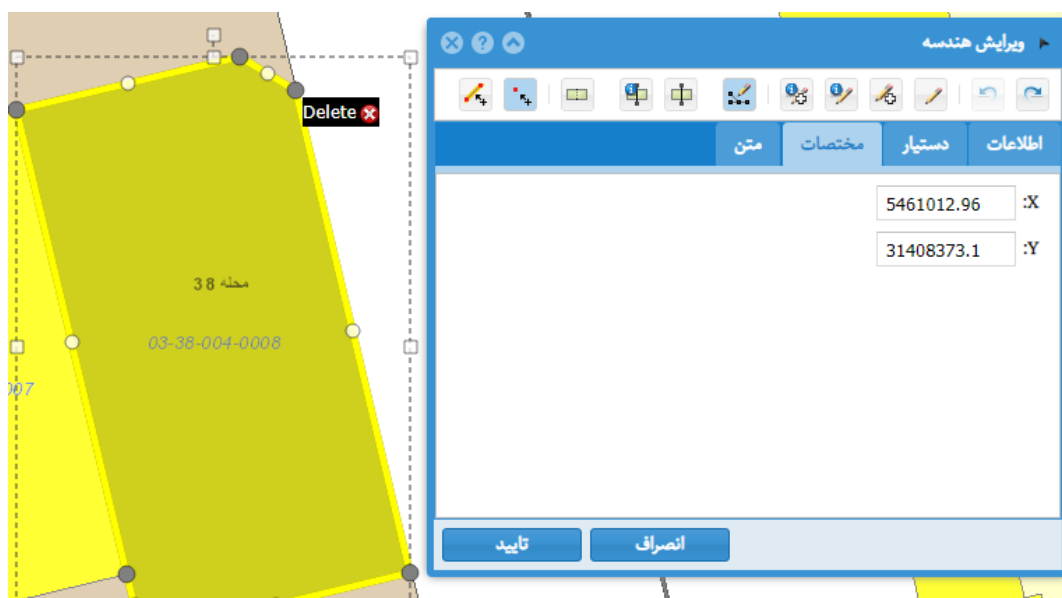 ویرایش هندسه
اطلاعات
دستیار
مختصات
متن
X:
5461012.96
Y:
31408373.1
انصراف
تایید
Delete
محله 38
03-38-004-0008
007